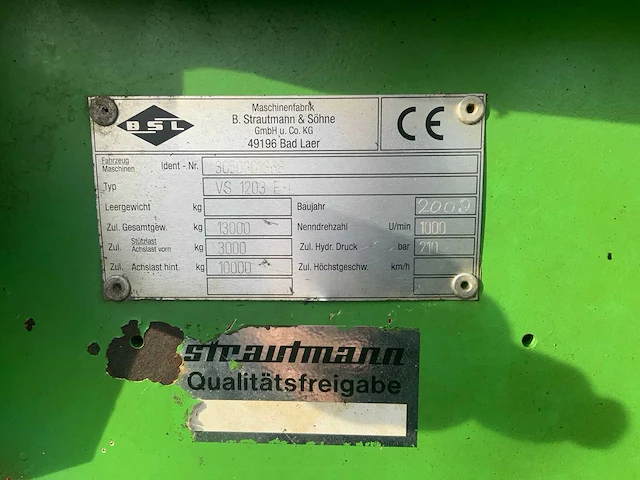 BSL
Maschinenfabrik
B. Strautmann & Söhne
GmbH u. Co. KG
49196 Bad Laer
CE
Fahrzeug
Maschinen
Ident - Nr.
Typ VS 1203 E
Leergewicht kg
Baujahr 2009
Zul. Gesamtgew. kg 13000
Nenndrehzahl U/min 1000
Zul. Stützlast
Achslast vorn kg 3000
Zul. Hydr. Druck bar 210
Zul. Achslast hint. kg 10000
Zul. Höchstgeschw. km/h
strautmann
Qualitätsfreigabe